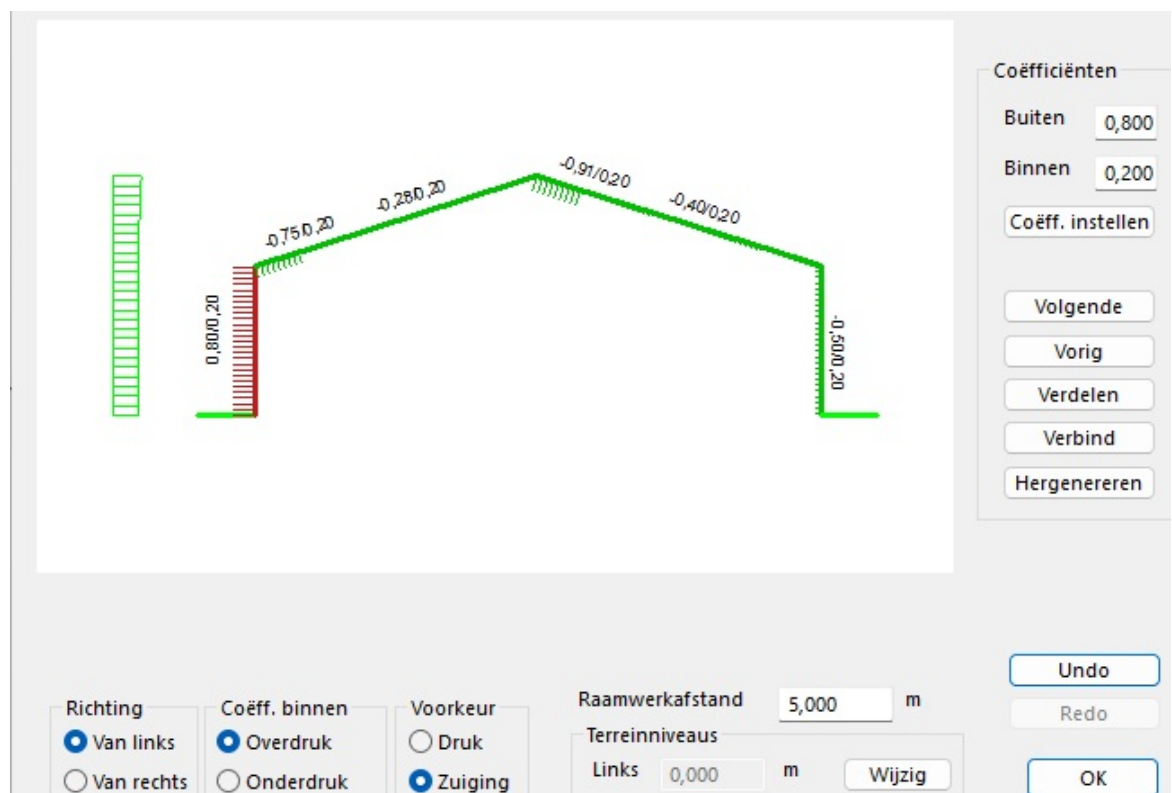 -0,91/0,20
-0,40/0,20
-0,28/0,20
-0,75/0,20
0,80/0,20
-0,50/0,20
Coëfficiënten
Buiten 0,800
Binnen 0,200
Coëff. instellen
Volgende
Vorig
Verdelen
Verbind
Hergenereren
Undo
Redo
OK
Richting
Van links
Van rechts
Coëff. binnen
Overdruk
Onderdruk
Voorkeur
Druk
Zuiging
Raamwerkafstand 5,000 m
Terreinniveaus
Links 0,000 m Wijzig